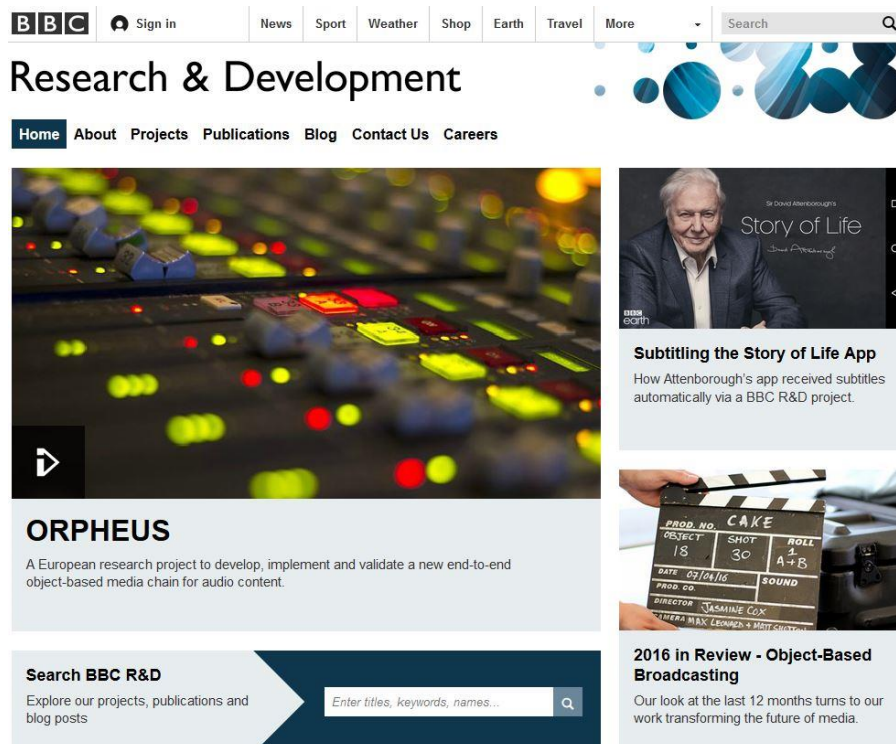 BBC Sign in News Sport Weather Shop Earth Travel More Search
Research & Development
Home About Projects Publications Blog Contact Us Careers
Sir David Attenborough's
Story of Life
BBC
earth
Subtitling the Story of Life App
How Attenborough's app received subtitles
automatically via a BBC R&D project.
ORPHEUS
A European research project to develop, implement and validate a new end-to-end
object-based media chain for audio content.
PROD. NO. CAKE
OBJECT SHOT ROLL
18 30 1
A+B
DATE 07/04/16 SOUND
PROD. CO.
DIRECTOR JASMINE COX
CAMERA MAX LEONARD + MATT
2016 in Review - Object-Based
Broadcasting
Our look at the last 12 months turns to our
work transforming the future of media.
Search BBC R&D
Explore our projects, publications and
blog posts
Enter titles, keywords, names...